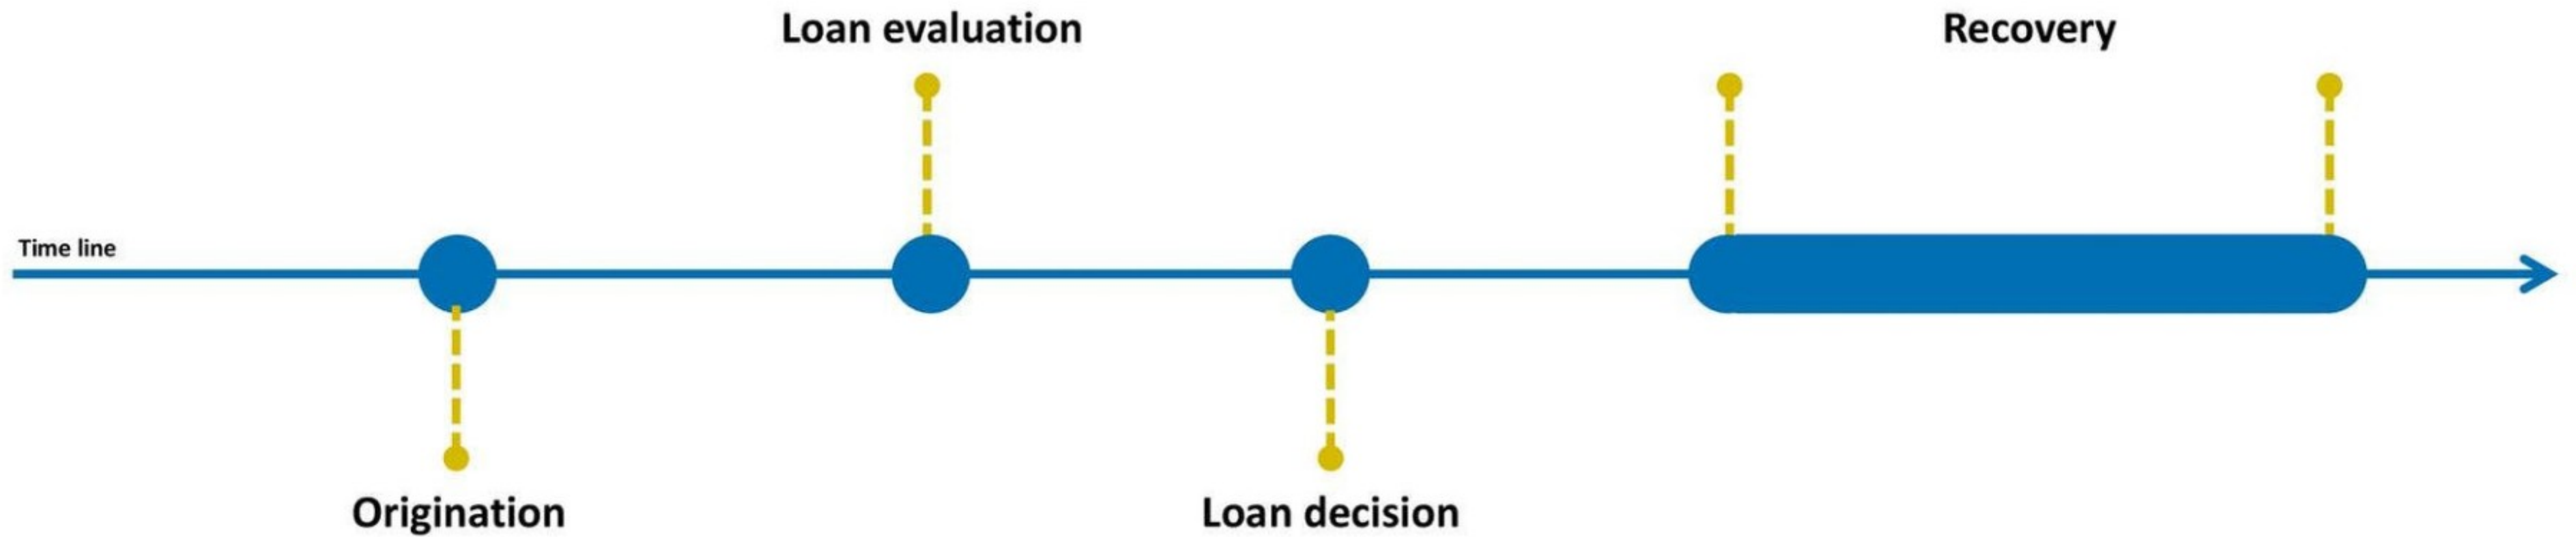 Loan evaluation
Recovery
Time line
Origination
Loan decision